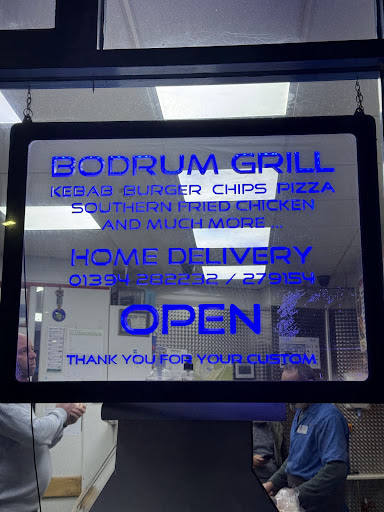 BODRUM GRILL
KEBAB BURGER CHIPS PIZZA
SOUTHERN FRIED CHICKEN
AND MUCH MORE ...
HOME DELIVERY
01394 282232 / 279154
OPEN
THANK YOU FOR YOUR CUSTOM